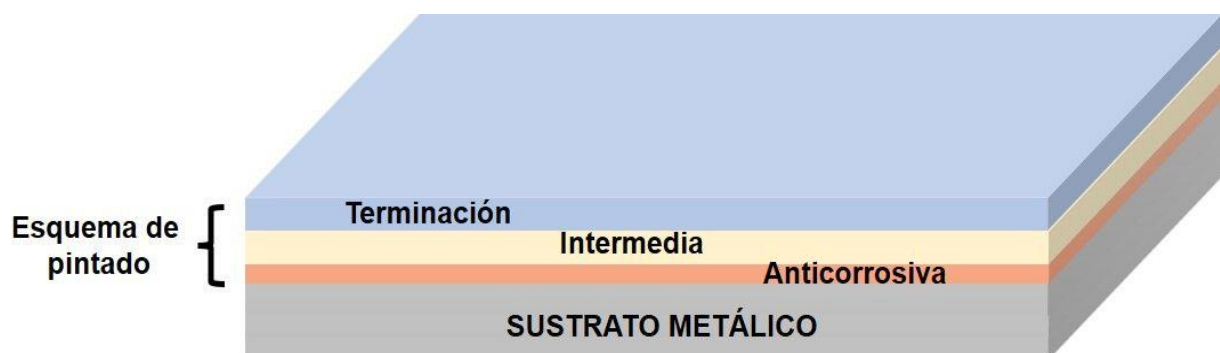 Terminación
Esquema de
pintado
Intermedia
Anticorrosiva
SUSTRATO METÁLICO